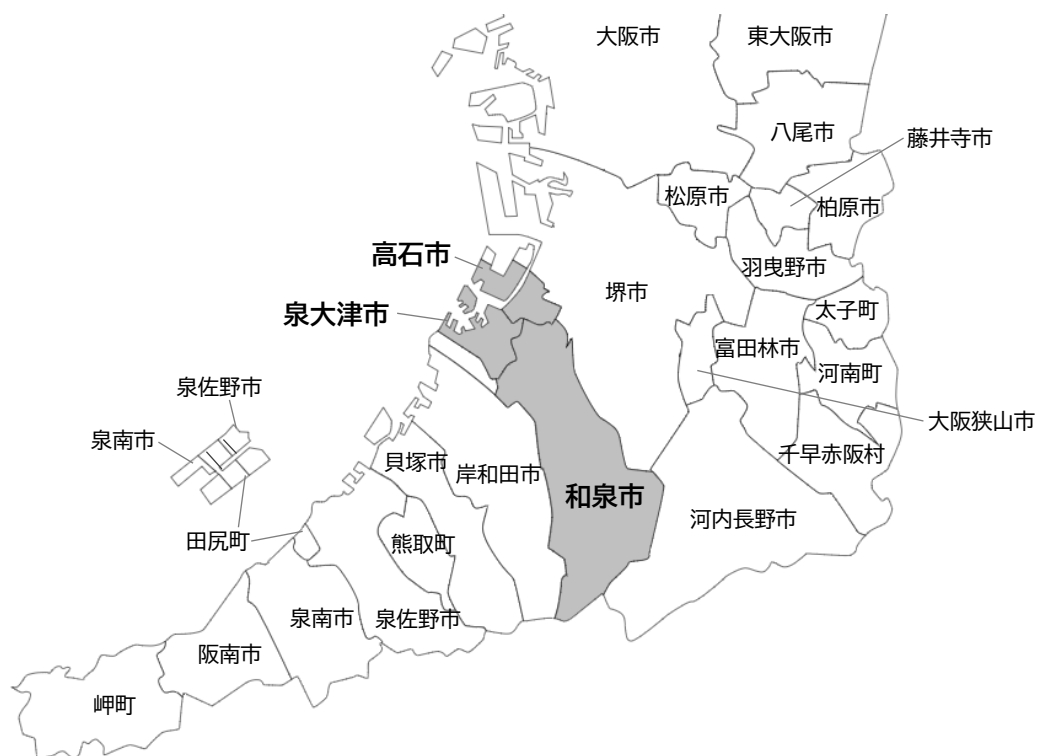 大阪市
東大阪市
八尾市
藤井寺市
松原市
柏原市
高石市
羽曳野市
堺市
泉大津市
太子町
富田林市
河南町
泉佐野市
大阪狭山市
泉南市
千早赤阪村
貝塚市
岸和田市
和泉市
河内長野市
田尻町
熊取町
泉南市
泉佐野市
阪南市
岬町